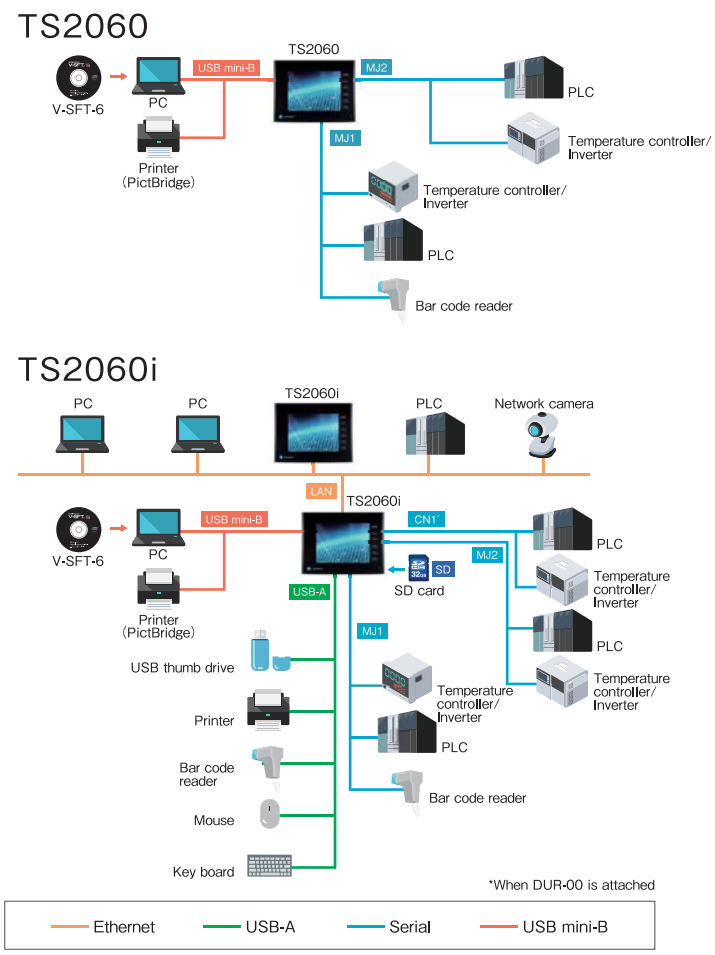 TS2060
TS2060
USB mini-B
MJ2
V-SFT-6
PC
PLC
MJ1
Printer
(PictBridge)
Temperature controller/
Inverter
Temperature controller/
Inverter
PLC
Bar code reader
TS2060i
PC
PC
TS2060i
PLC
Network camera
LAN
TS2060i
USB mini-B
CN1*
V-SFT-6
PC
PLC
MJ2
SD
32GB
SD card
USB-A
Temperature
controller/
Inverter
Printer
(PictBridge)
MJ1
PLC
USB thumb drive
Temperature
controller/
Inverter
Temperature
controller/
Inverter
Printer
PLC
Bar code
reader
Bar code reader
Mouse
Key board
*When DUR-00 is attached
Ethernet
USB-A
Serial
USB mini-B